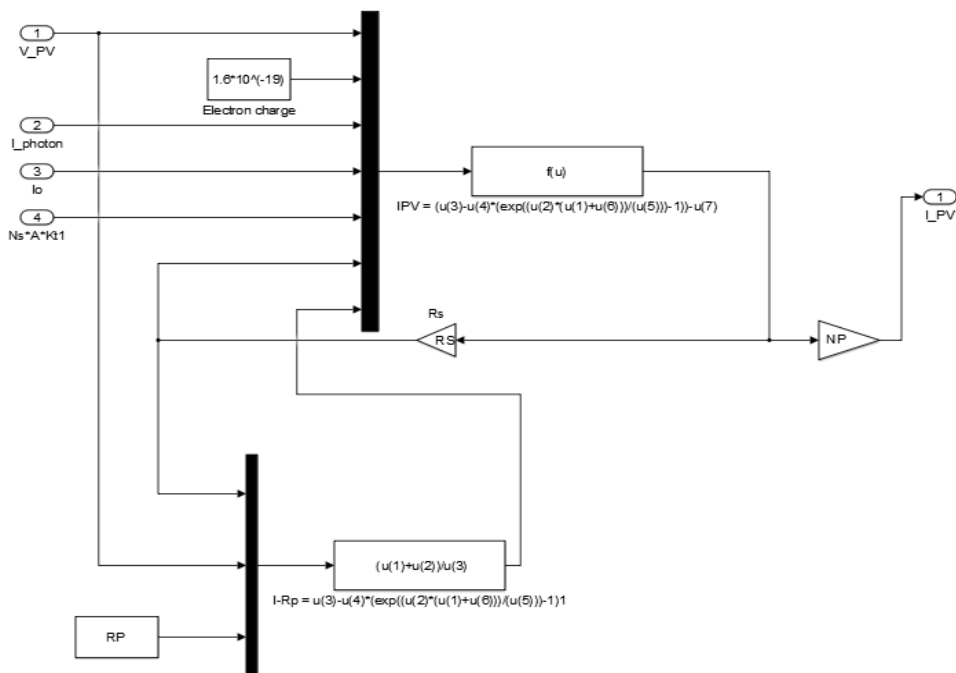 1
V_PV
1.6*10^(-19)
Electron charge
2
I_photon
3
Io
4
Ns*A*Kt1
f(u)
IPV = (u(3)-u(4)*(exp((u(2)*(u(1)+u(6)))/(u(5)))-1))-u(7)
1
I_PV
Rs
RS
NP
(u(1)+u(2))/u(3)
I-Rp = u(3)-u(4)*(exp((u(2)*(u(1)+u(6)))/(u(5)))-1)1
RP